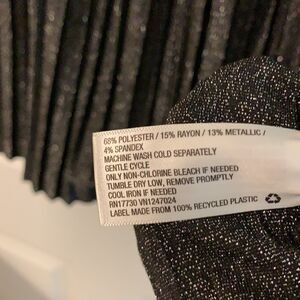 68% POLYESTER / 15% RAYON / 13% METALLIC /
4% SPANDEX
MACHINE WASH COLD SEPARATELY
GENTLE CYCLE
ONLY NON-CHLORINE BLEACH IF NEEDED
TUMBLE DRY LOW, REMOVE PROMPTLY
COOL IRON IF NEEDED
RN17730 VN1247024
LABEL MADE FROM 100% RECYCLED PLASTIC